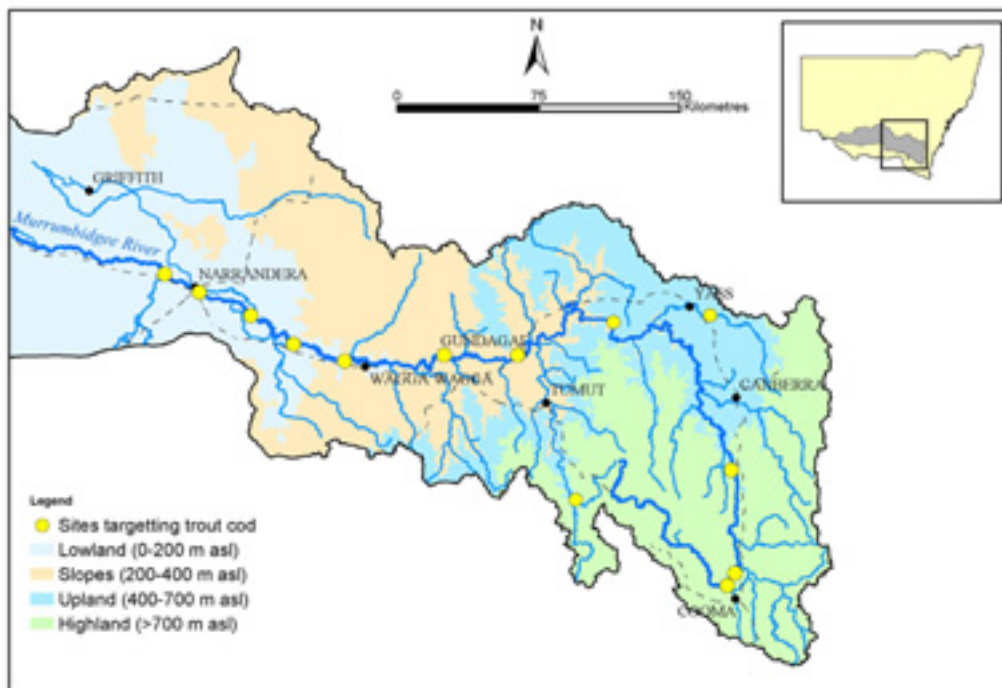 N
0 75 150
Kilometres
GRIFFITH
Murrumbidgee River
NARRANDERA
YASS
GUNDAGAI
WAGGA WAGGA
CANBERRA
TUMUT
Legend
Sites targetting trout cod
Lowland (0-200 m asl)
Slopes (200-400 m asl)
Upland (400-700 m asl)
Highland (>700 m asl)
COOMA